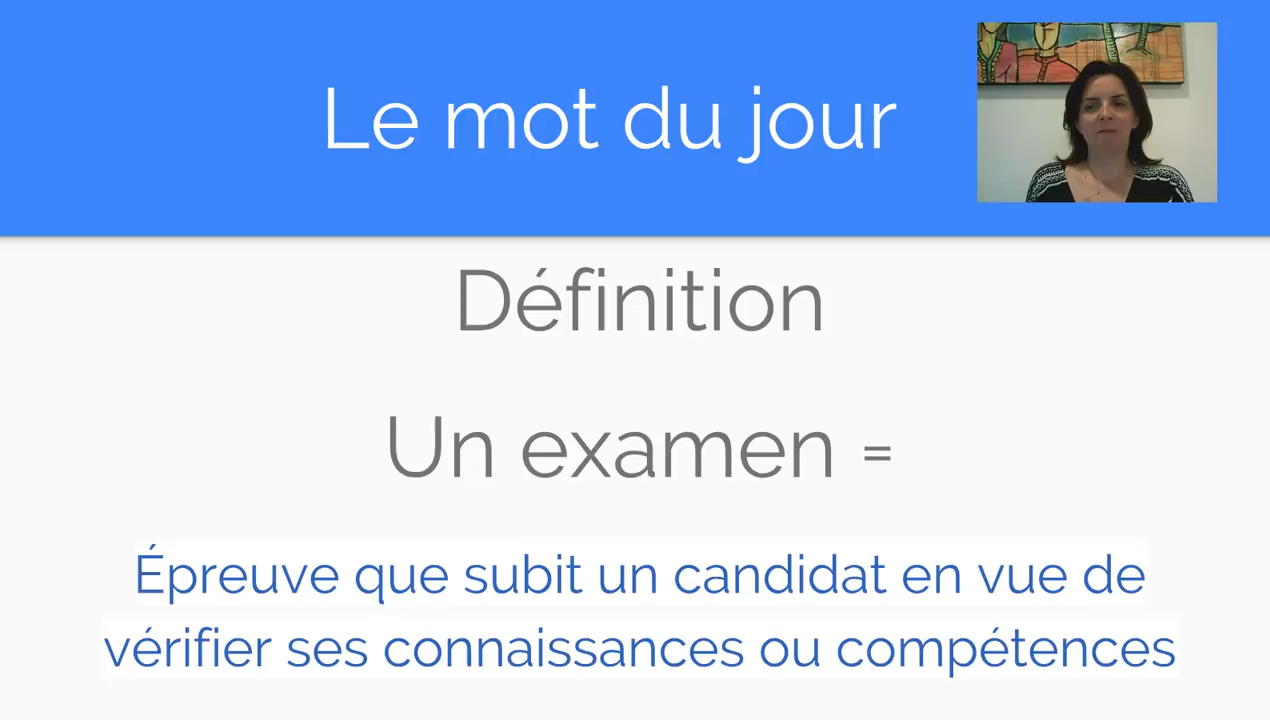 Le mot du jour
Définition
Un examen =
Épreuve que subit un candidat en vue de
vérifier ses connaissances ou compétences